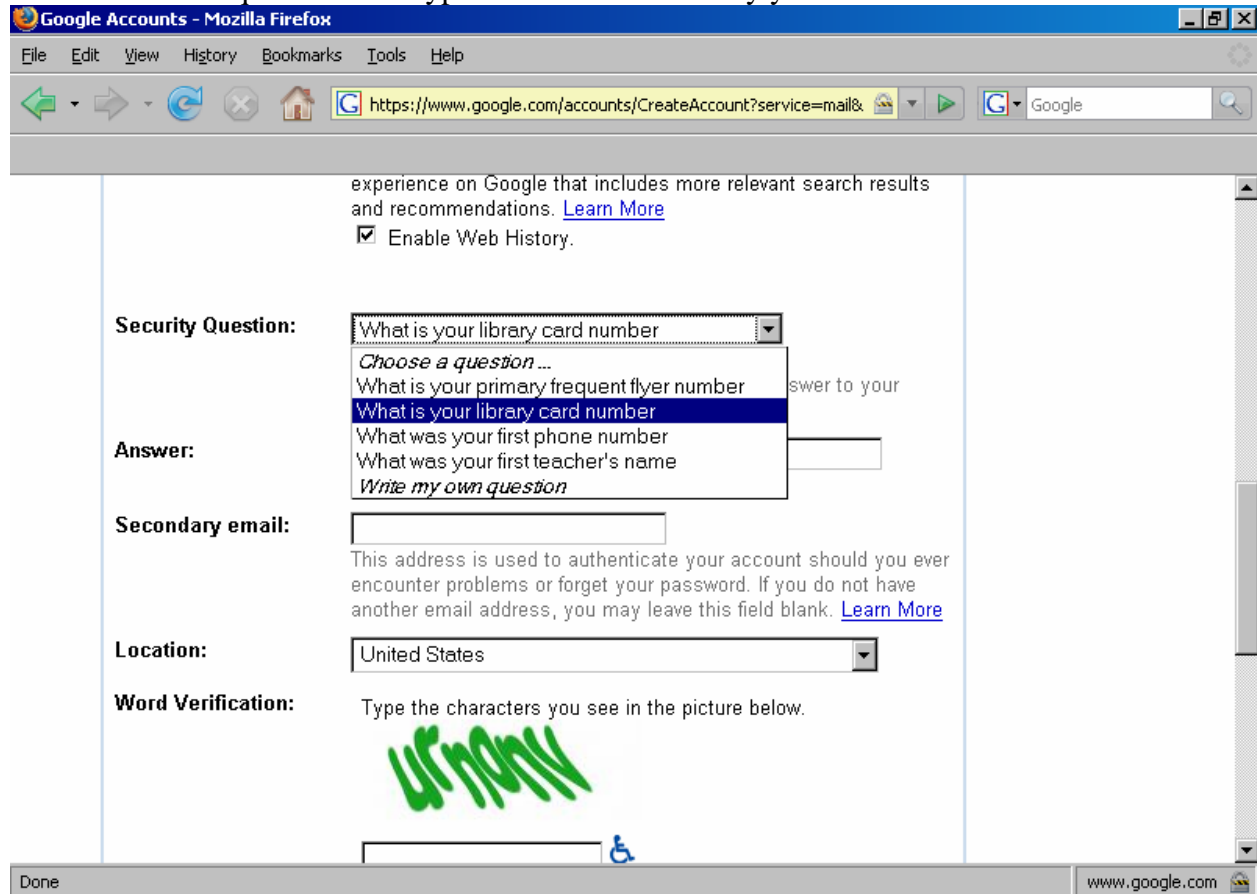 Google Accounts - Mozilla Firefox
File Edit View History Bookmarks Tools Help
https://www.google.com/accounts/CreateAccount?service=mail& G Google
experience on Google that includes more relevant search results
and recommendations. Learn More
Enable Web History.
Security Question: What is your library card number
Choose a question ...
What is your primary frequent flyer number
swer to your
What is your library card number
What was your first phone number
Answer:
What was your first teacher's name
Write my own question
Secondary email:
This address is used to authenticate your account should you ever
encounter problems or forget your password. If you do not have
another email address, you may leave this field blank. Learn More
Location: United States
Word Verification: Type the characters you see in the picture below.
Done www.google.com